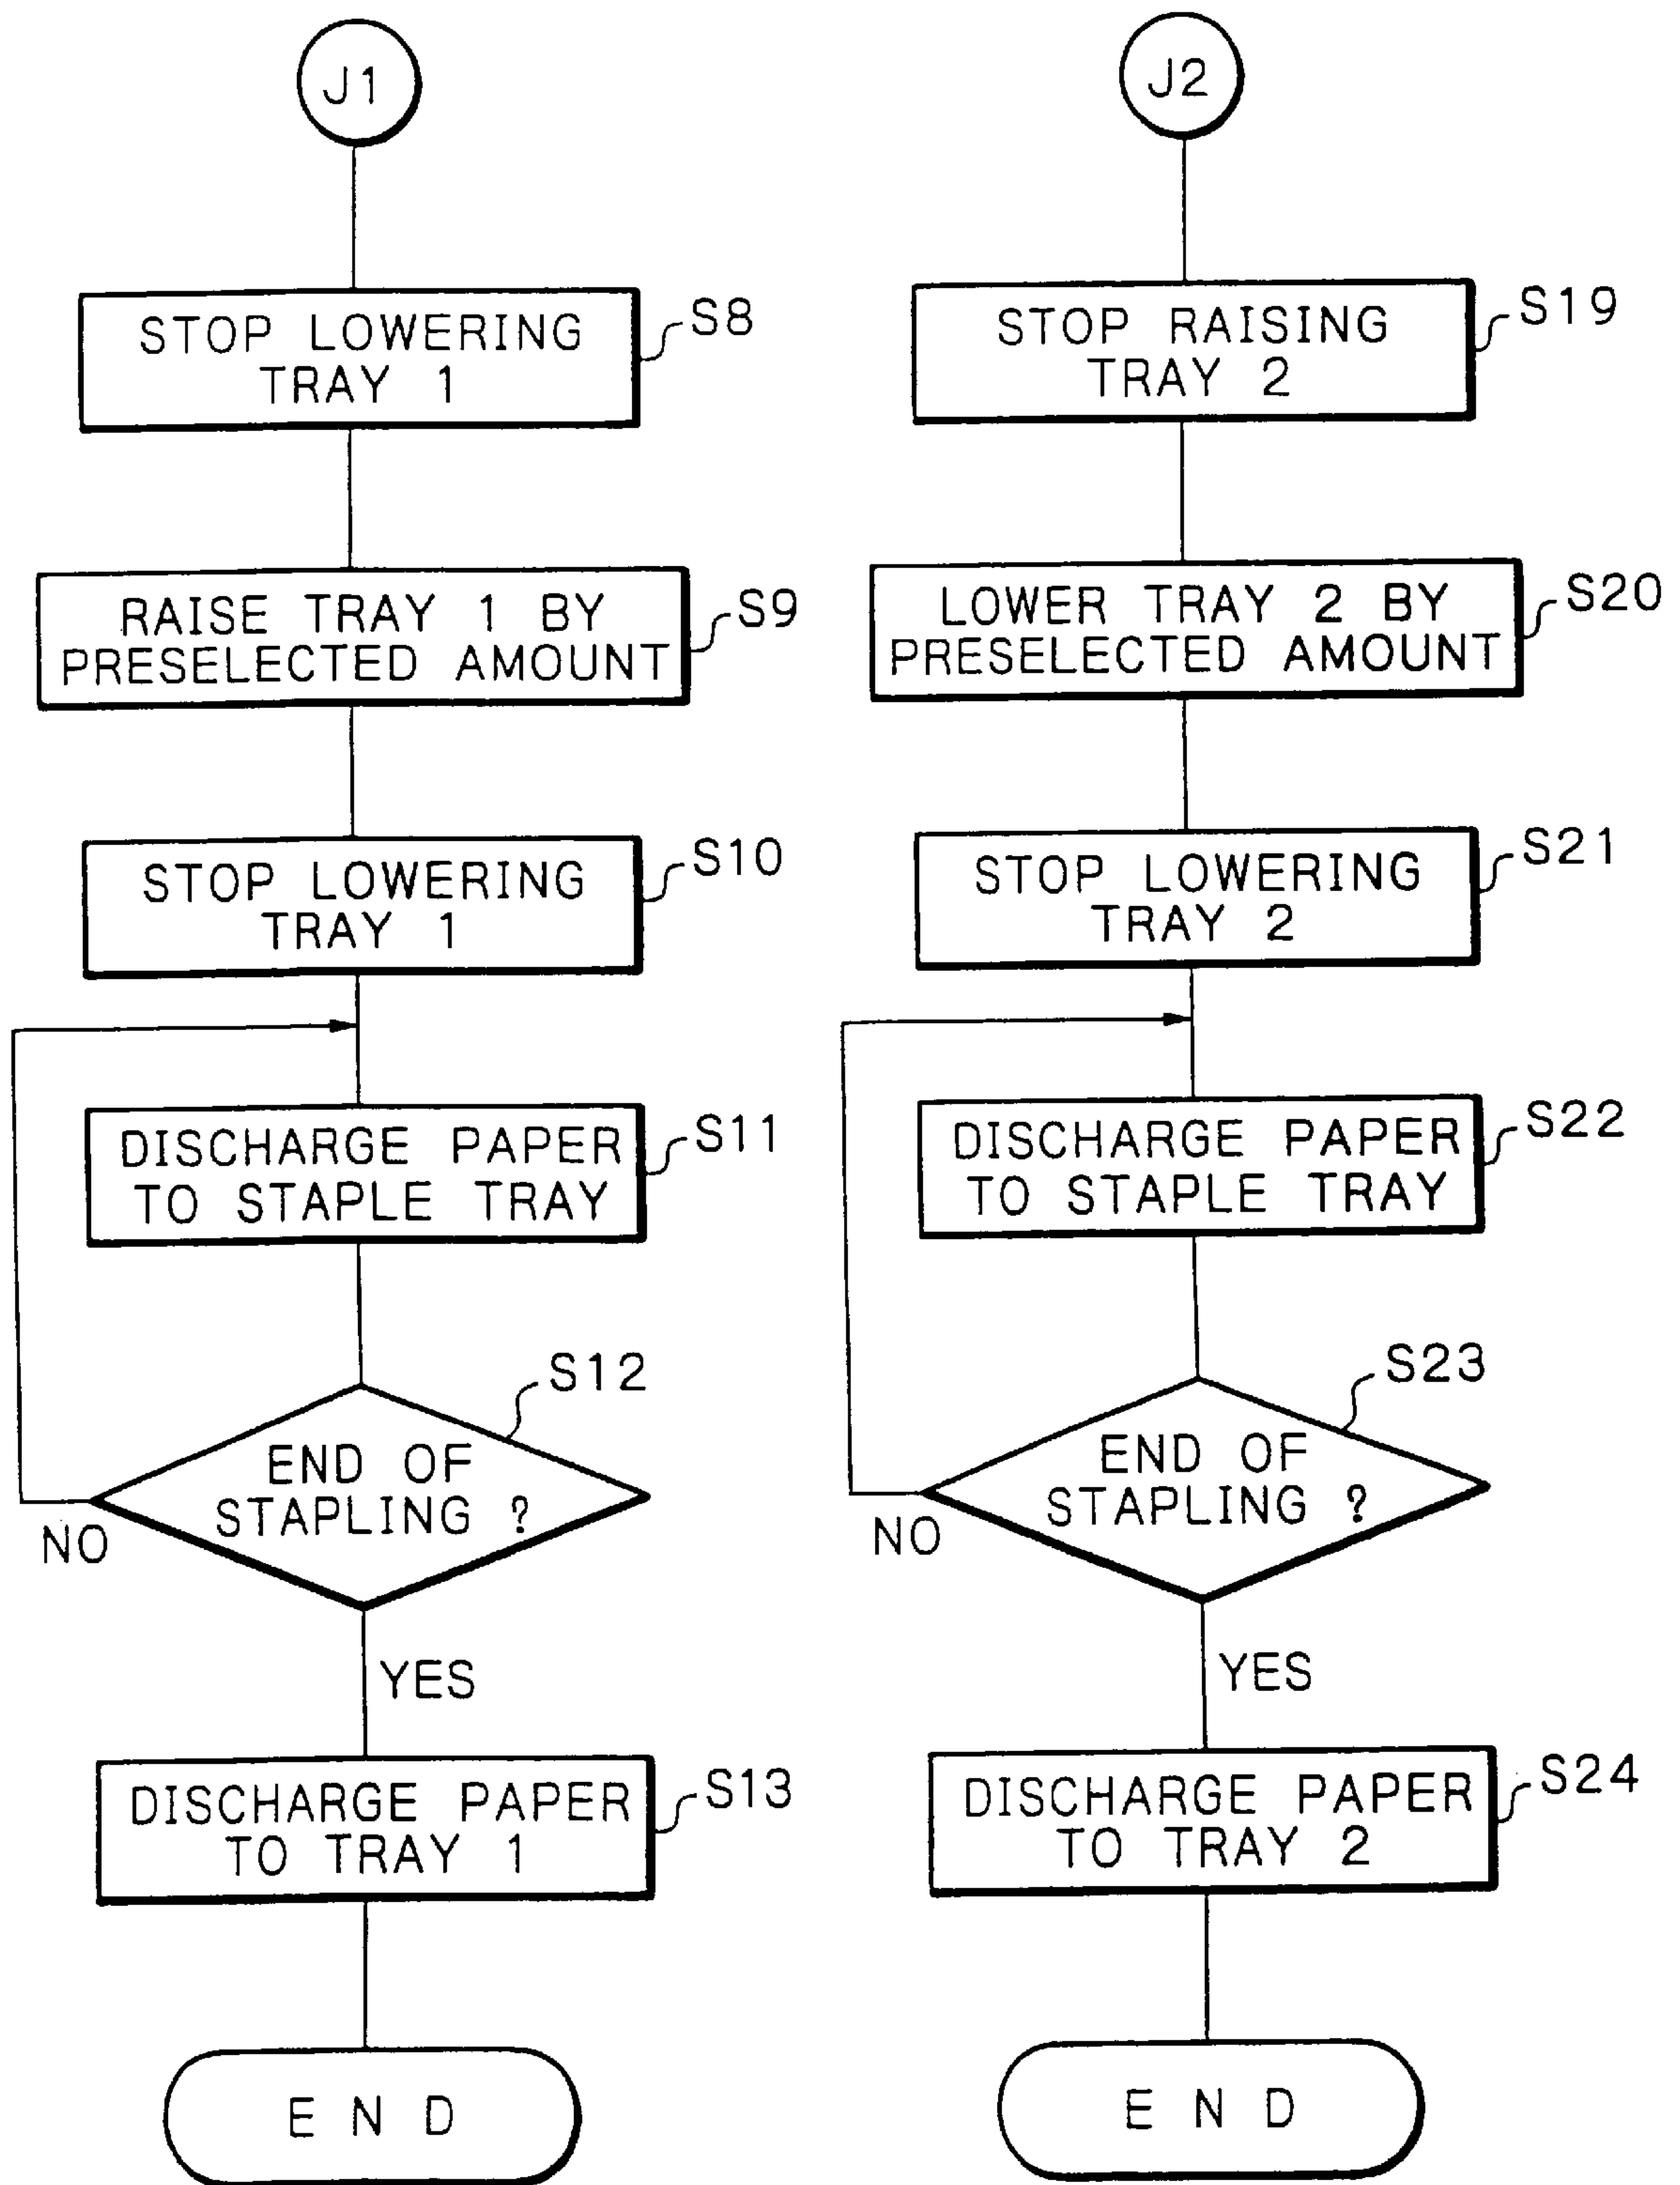 J1
STOP LOWERING
TRAY 1
S8
RAISE TRAY 1 BY
PRESELECTED AMOUNT
S9
STOP LOWERING
TRAY 1
S10
DISCHARGE PAPER
TO STAPLE TRAY
S11
S12
END OF
STAPLING ?
NO
YES
DISCHARGE PAPER
TO TRAY 1
S13
END
J2
STOP RAISING
TRAY 2
S19
LOWER TRAY 2 BY
PRESELECTED AMOUNT
S20
STOP LOWERING
TRAY 2
S21
DISCHARGE PAPER
TO STAPLE TRAY
S22
S23
END OF
STAPLING ?
NO
YES
DISCHARGE PAPER
TO TRAY 2
S24
END